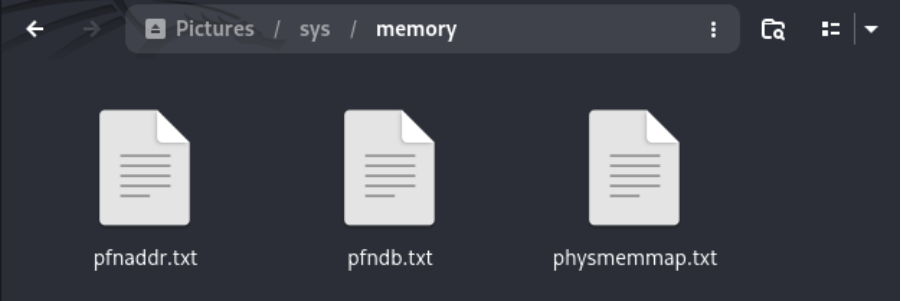 Pictures / sys / memory
pfnaddr.txt pfndb.txt physmemmap.txt